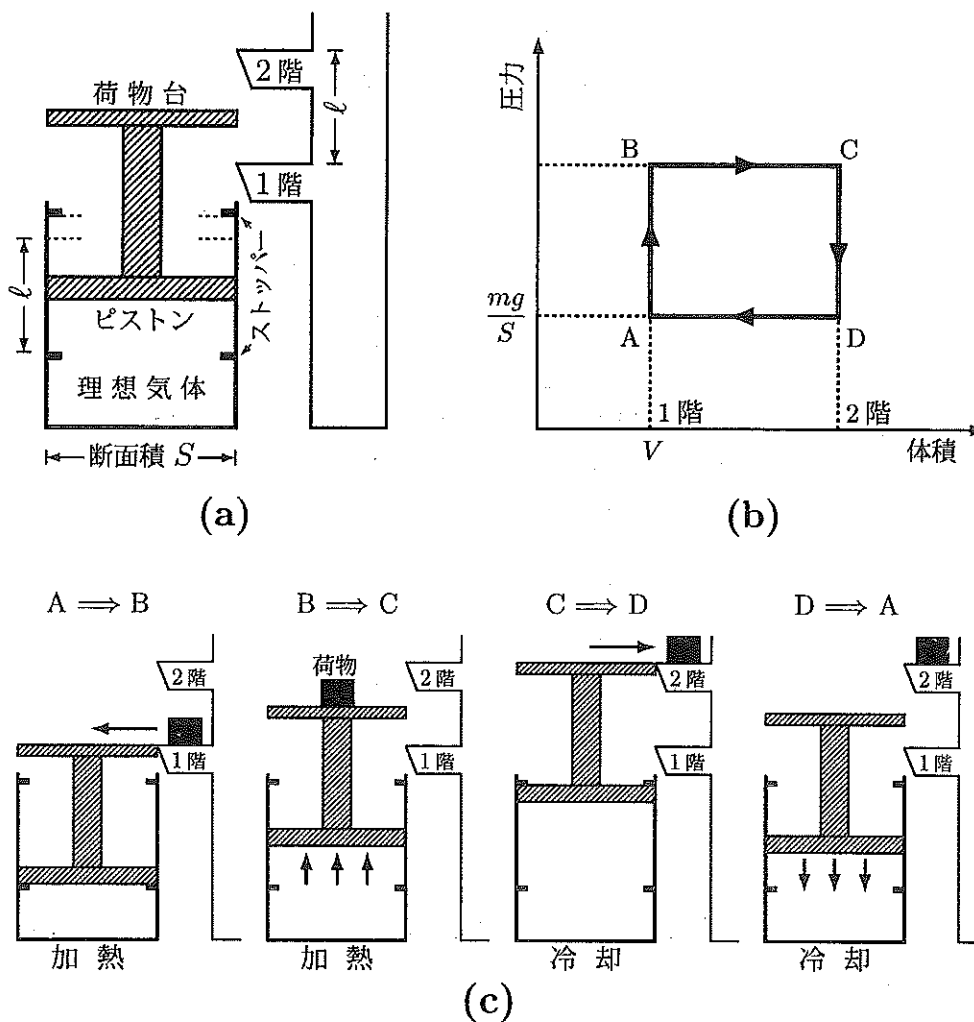 2階
荷物台
ℓ
1階
ℓ
ストッパー
ピストン
理想気体
断面積 S
(a)
圧力
B
C
mg/S
A
D
1階
2階
V
体積
(b)
A ⟹ B
B ⟹ C
C ⟹ D
D ⟹ A
2階
1階
加熱
荷物
2階
1階
加熱
2階
1階
冷却
2階
1階
冷却
(c)